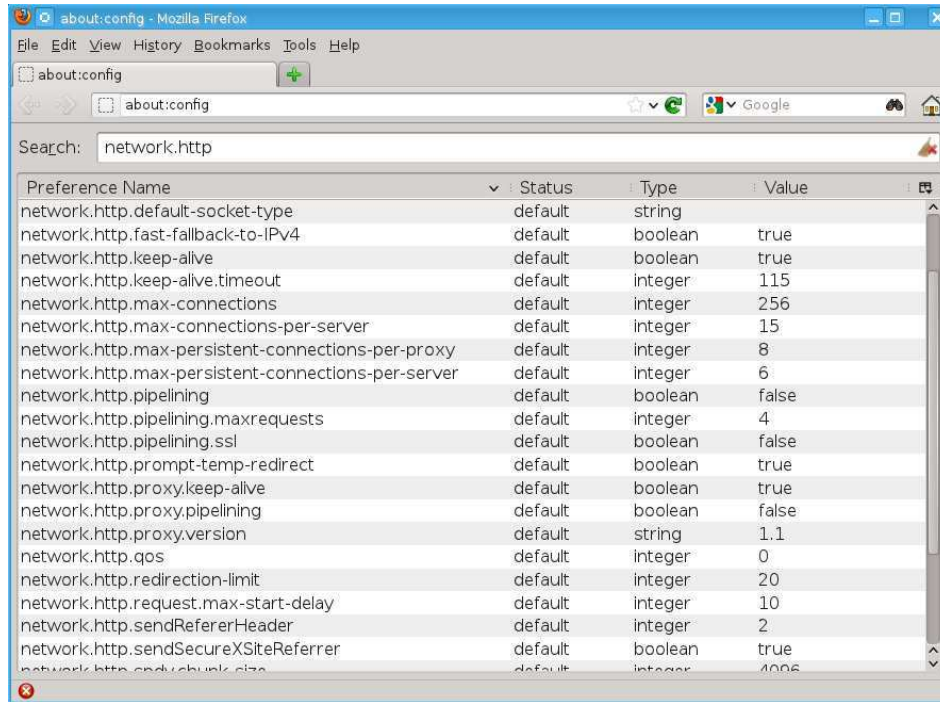 about:config - Mozilla Firefox
File Edit View History Bookmarks Tools Help
about:config
about:config Google
Search: network.http
Preference Name Status Type Value
network.http.default-socket-type default string
network.http.fast-fallback-to-IPv4 default boolean true
network.http.keep-alive default boolean true
network.http.keep-alive.timeout default integer 115
network.http.max-connections default integer 256
network.http.max-connections-per-server default integer 15
network.http.max-persistent-connections-per-proxy default integer 8
network.http.max-persistent-connections-per-server default integer 6
network.http.pipelining default boolean false
network.http.pipelining.maxrequests default integer 4
network.http.pipelining.ssl default boolean false
network.http.prompt-temp-redirect default boolean true
network.http.proxy.keep-alive default boolean true
network.http.proxy.pipelining default boolean false
network.http.proxy.version default string 1.1
network.http.qos default integer 0
network.http.redirection-limit default integer 20
network.http.request.max-start-delay default integer 10
network.http.sendRefererHeader default integer 2
network.http.sendSecureXSiteReferrer default boolean true
network.http.spdy.chunk-size default integer 4096